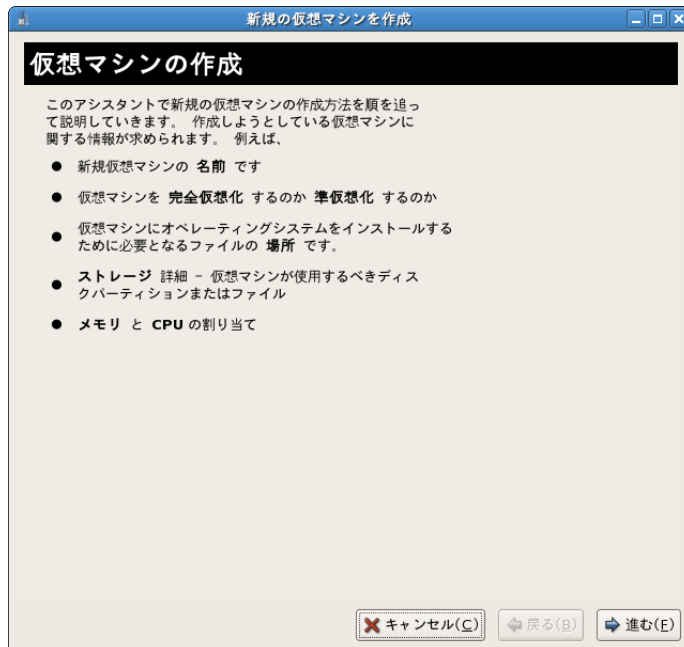 新規の仮想マシンを作成
仮想マシンの作成
このアシスタントで新規の仮想マシンの作成方法を順を追っ
て説明していきます。 作成しようとしている仮想マシンに
関する情報が求められます。 例えば、
● 新規仮想マシンの 名前 です
● 仮想マシンを 完全仮想化 するのか 準仮想化 するのか
● 仮想マシンにオペレーティングシステムをインストールする
ために必要となるファイルの 場所 です。
● ストレージ 詳細 - 仮想マシンが使用するべきディス
クパーティションまたはファイル
● メモリ と CPU の割り当て
キャンセル(C) 戻る(B) 進む(F)